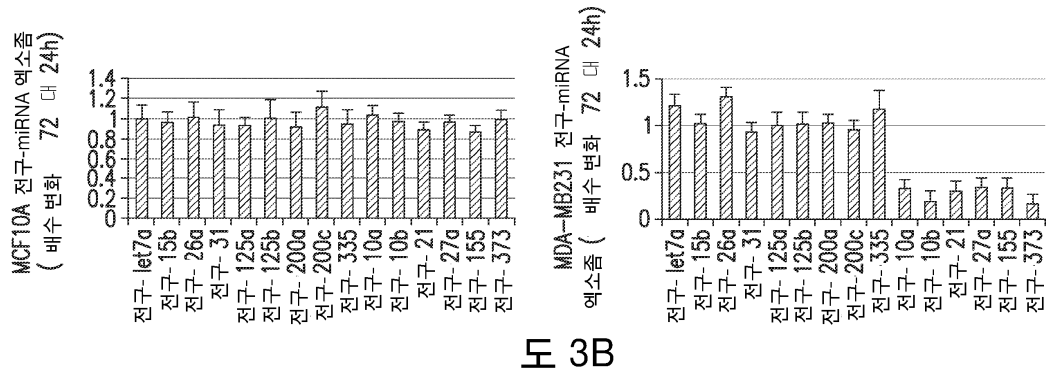 MCF10A 전구-miRNA 엑소좀
( 배수 변화 72 대 24h)
1.4
1.2
1
0.8
0.6
0.4
0.2
0
전구-let7a
전구-15b
전구-26a
전구-31
전구-125a
전구-125b
전구-200a
전구-200c
전구-335
전구-10a
전구-10b
전구-21
전구-27a
전구-155
전구-373
MDA-MB231 전구-miRNA
엑소좀 ( 배수 변화 72 대 24h)
1.5
1
0.5
0
전구-let7a
전구-15b
전구-26a
전구-31
전구-125a
전구-125b
전구-200a
전구-200c
전구-335
전구-10a
전구-10b
전구-21
전구-27a
전구-155
전구-373
도 3B